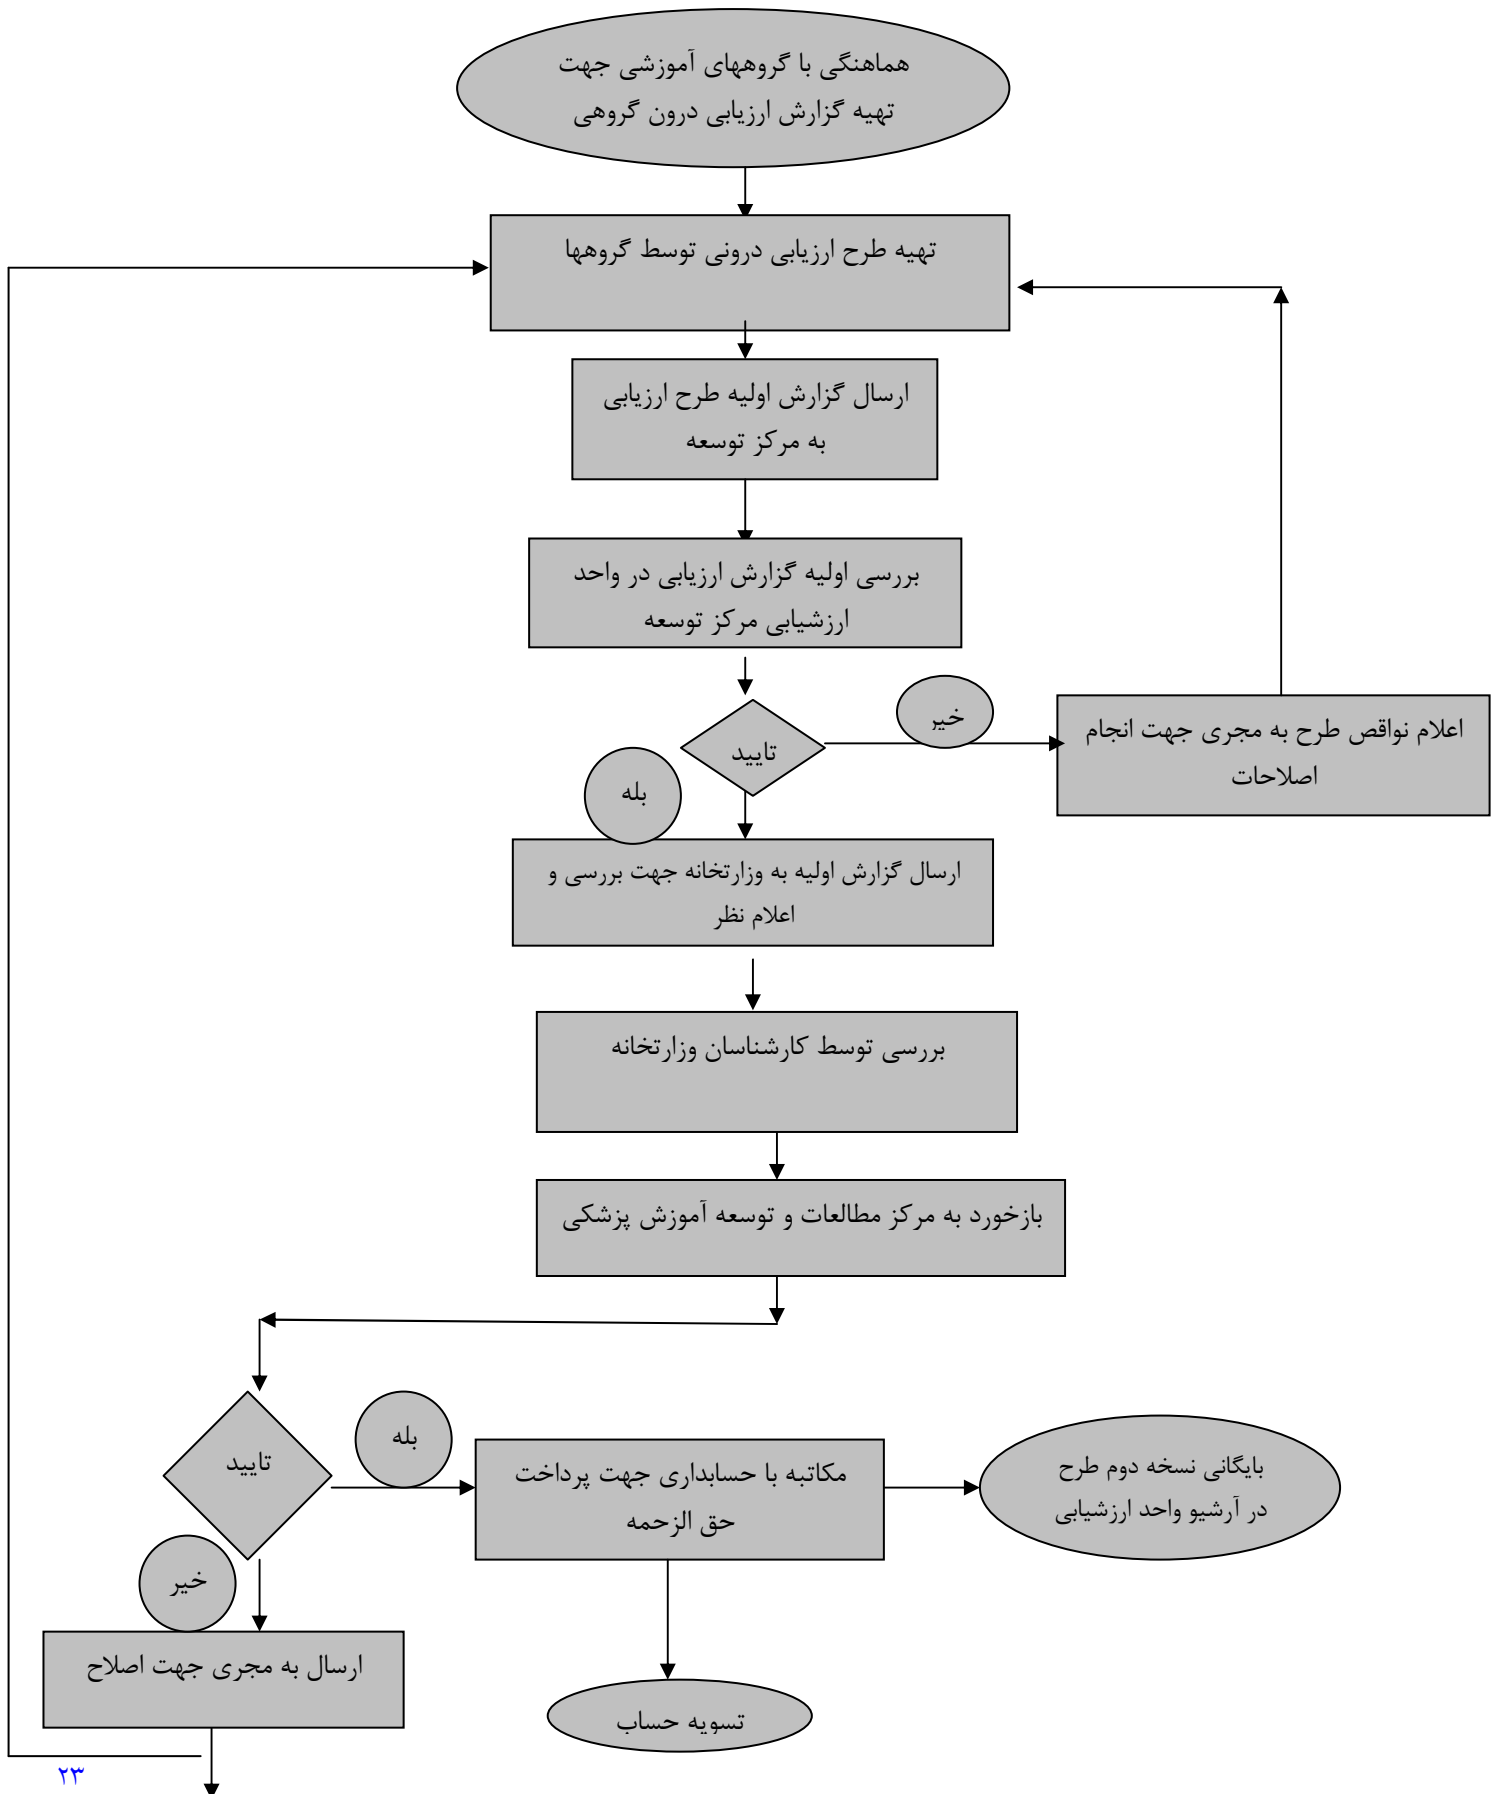 هماهنگی با گروههای آموزشی جهت
تهیه گزارش ارزیابی درون گروهی
تهیه طرح ارزیابی درونی توسط گروهها
ارسال گزارش اولیه طرح ارزیابی
به مرکز توسعه
بررسی اولیه گزارش ارزیابی در واحد
ارزشیابی مرکز توسعه
تایید
خیر
اعلام نواقص طرح به مجری جهت انجام
اصلاحات
بله
ارسال گزارش اولیه به وزارتخانه جهت بررسی و
اعلام نظر
بررسی توسط کارشناسان وزارتخانه
بازخورد به مرکز مطالعات و توسعه آموزش پزشکی
تایید
بله
مکاتبه با حسابداری جهت پرداخت
حق الزحمه
بایگانی نسخه دوم طرح
در آرشیو واحد ارزشیابی
خیر
ارسال به مجری جهت اصلاح
تسویه حساب
۲۳